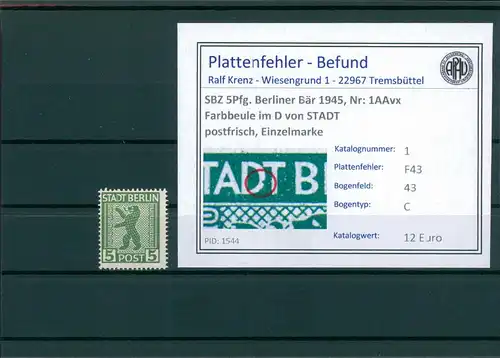 Plattenfehler - Befund
Ralf Krenz - Wiesengrund 1 - 22967 Tremsbüttel
SBZ 5Pfg. Berliner Bär 1945, Nr: 1AAvx
Farbbeule im D von STADT
postfrisch, Einzelmarke
Katalognummer: 1
Plattenfehler: F43
Bogenfeld: 43
Bogentyp: C
Katalogwert: 12 Euro
TADT B
PID: 1544
STADT BERLIN
5 POST 5